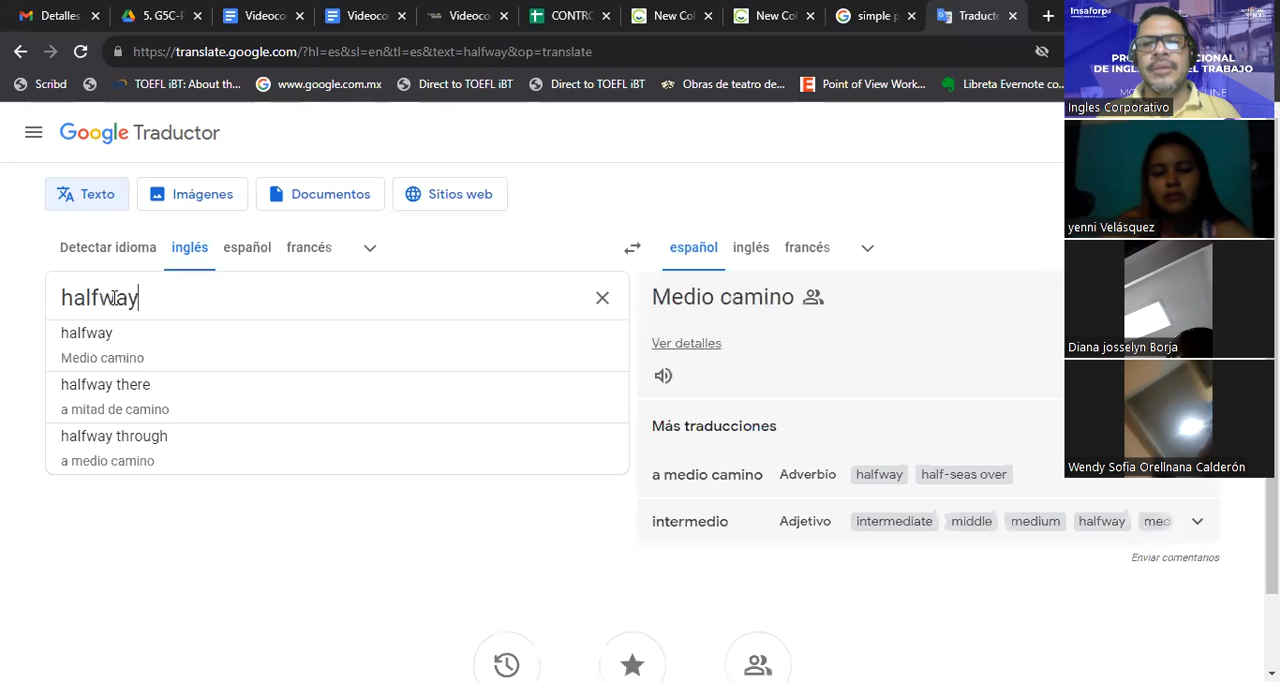 Detalles
5. G5C-F
Videoco
Videoco
Videoco
CONTRO
New Col
New Col
simple p
Traducto
https://translate.google.com/?hl=es&sl=en&tl=es&text=halfway&op=translate
Scribd
TOEFL iBT: About th...
www.google.com.mx
Direct to TOEFL iBT
Direct to TOEFL iBT
Obras de teatro de...
Point of View Work...
Libreta Evernote co...
Insaforp
Ingles Corporativo
yenni Velásquez
Diana josselyn Borja
Wendy Sofia Orellnana Calderón
Google Traductor
Texto
Imágenes
Documentos
Sitios web
Detectar idioma
inglés
español
francés
español
inglés
francés
halfway
halfway
Medio camino
halfway there
a mitad de camino
halfway through
a medio camino
Medio camino
Ver detalles
Más traducciones
a medio camino Adverbio halfway half-seas over
intermedio Adjetivo intermediate middle medium halfway med
Enviar comentarios